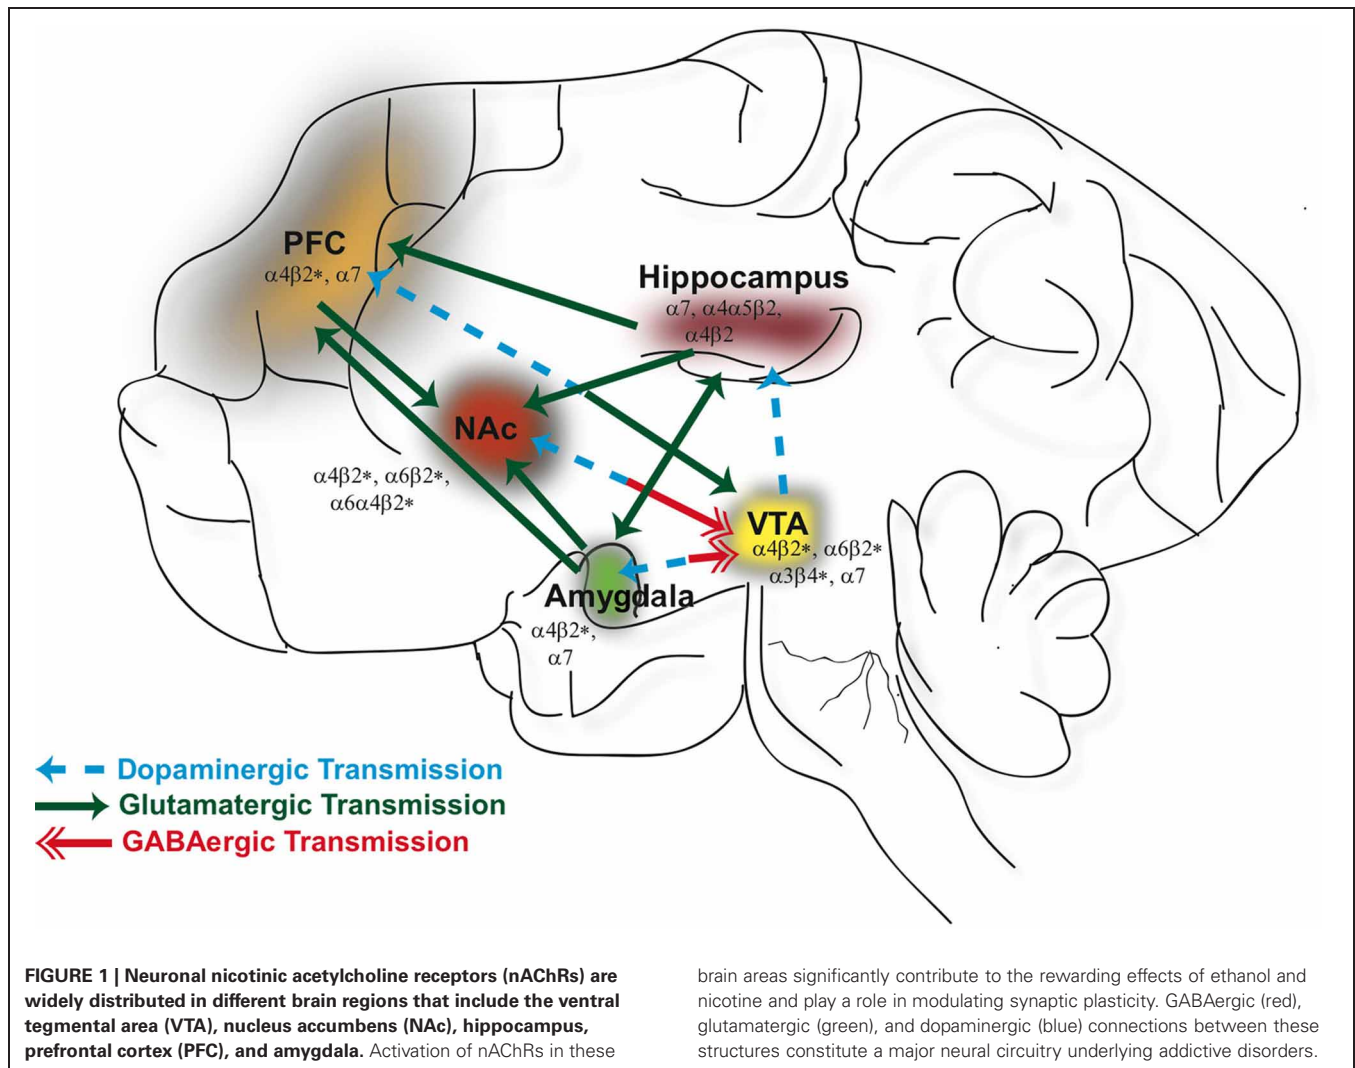 PFC
α4β2*, α7
Hippocampus
α7, α4α5β2,
α4β2
NAc
α4β2*, α6β2*,
α6α4β2*
VTA
α4β2*, α6β2*
α3β4*, α7
Amygdala
α4β2*,
α7
Dopaminergic Transmission
Glutamatergic Transmission
GABAergic Transmission
FIGURE 1 | Neuronal nicotinic acetylcholine receptors (nAChRs) are
widely distributed in different brain regions that include the ventral
tegmental area (VTA), nucleus accumbens (NAc), hippocampus,
prefrontal cortex (PFC), and amygdala. Activation of nAChRs in these
brain areas significantly contribute to the rewarding effects of ethanol and
nicotine and play a role in modulating synaptic plasticity. GABAergic (red),
glutamatergic (green), and dopaminergic (blue) connections between these
structures constitute a major neural circuitry underlying addictive disorders.